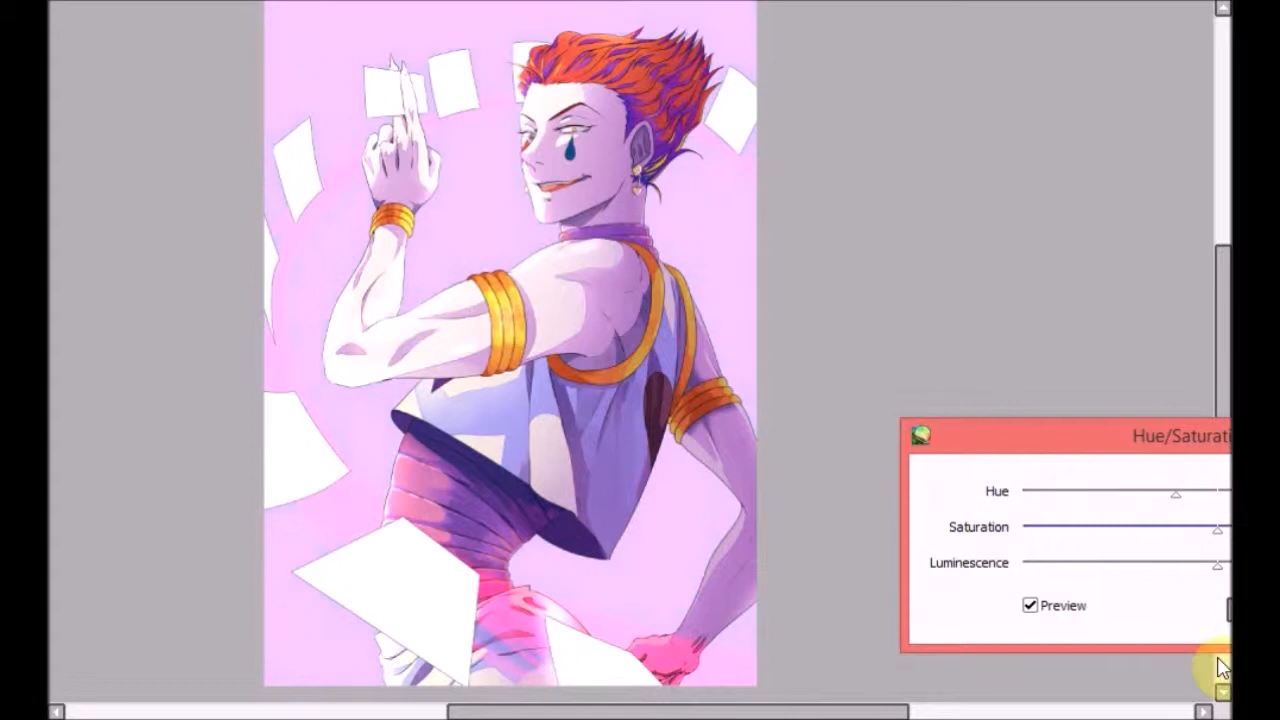 Hue/Saturati
Hue
Saturation
Luminescence
Preview